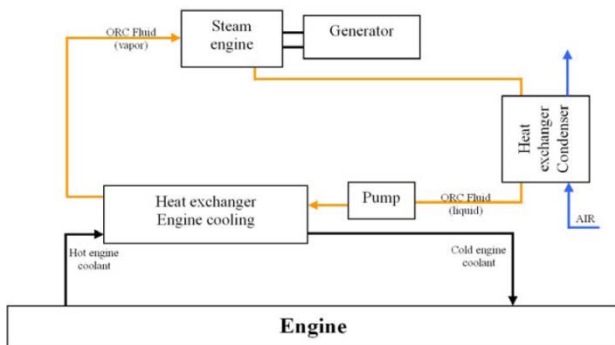 ORC Fluid
(vapor)
Steam
engine
Generator
Heat
exchanger
Condenser
Heat exchanger
Engine cooling
Pump
ORC Fluid
(liquid)
AIR
Hot engine
coolant
Cold engine
coolant
Engine